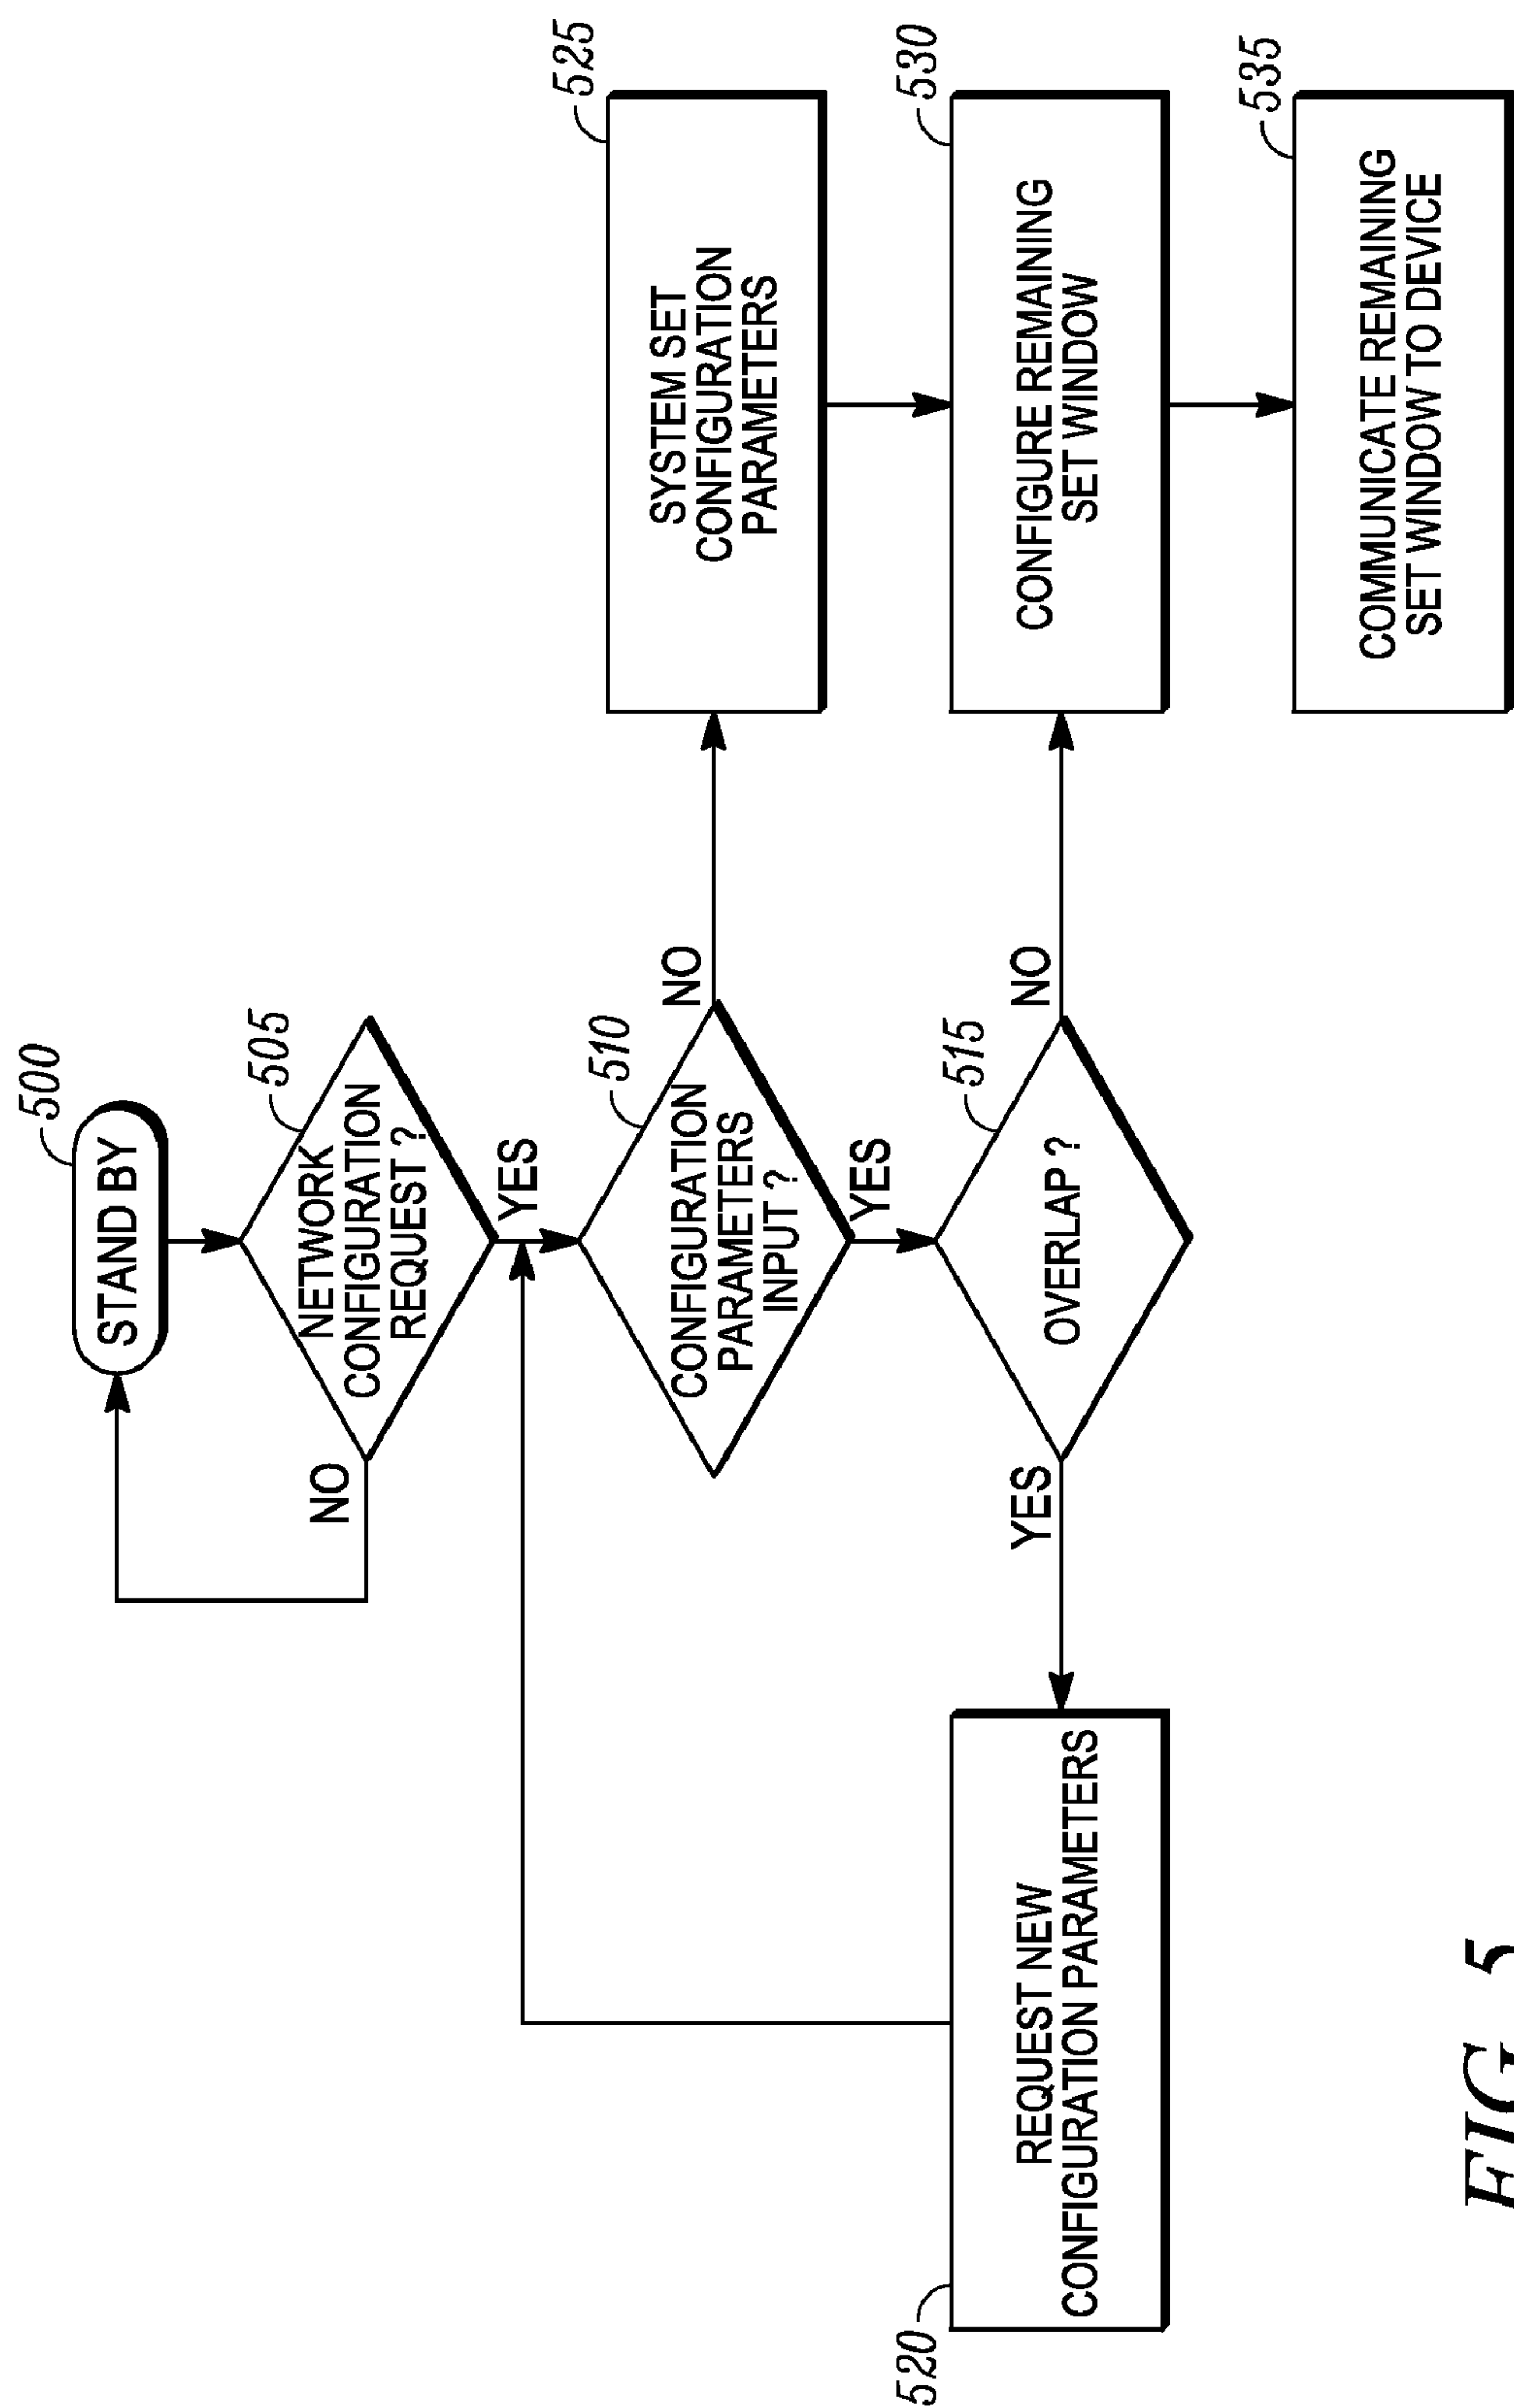 500
STAND BY
505
NETWORK
CONFIGURATION
REQUEST ?
NO
YES
510
CONFIGURATION
PARAMETERS
INPUT ?
NO
YES
525
SYSTEM SET
CONFIGURATION
PARAMETERS
515
OVERLAP ?
YES
NO
520
REQUEST NEW
CONFIGURATION PARAMETERS
530
CONFIGURE REMAINING
SET WINDOW
535
COMMUNICATE REMAINING
SET WINDOW TO DEVICE
FIG. 5